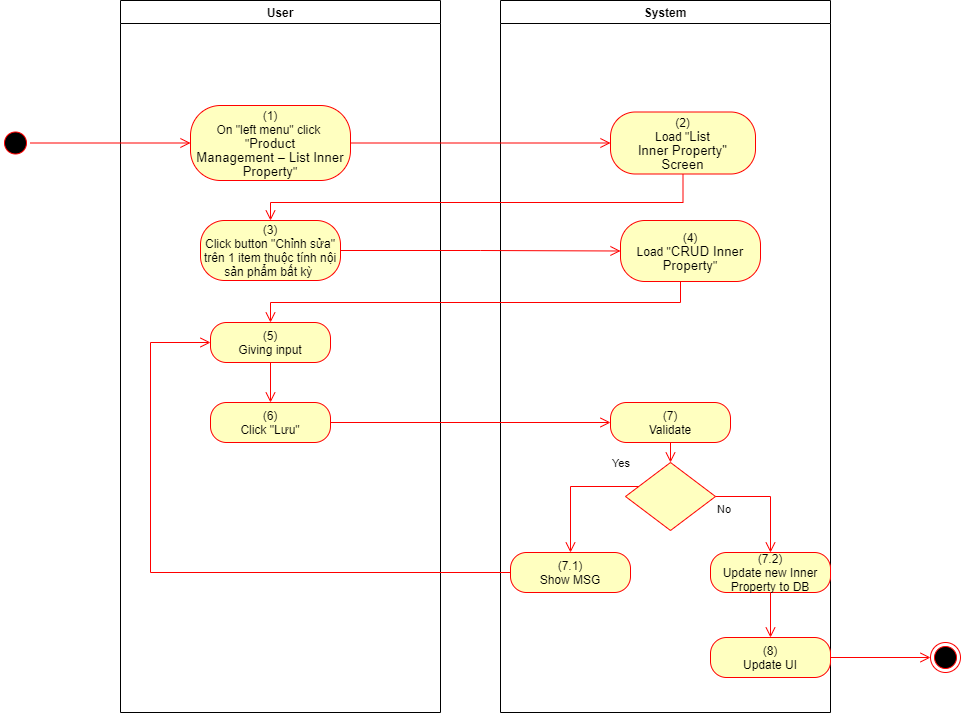 User
System
(1)
On "left menu" click
"Product
Management – List Inner
Property"
(2)
Load "List
Inner Property"
Screen
(3)
Click button "Chỉnh sửa"
trên 1 item thuộc tính nội
sản phẩm bất kỳ
(4)
Load "CRUD Inner
Property"
(5)
Giving input
(6)
Click "Lưu"
(7)
Validate
Yes
No
(7.1)
Show MSG
(7.2)
Update new Inner
Property to DB
(8)
Update UI